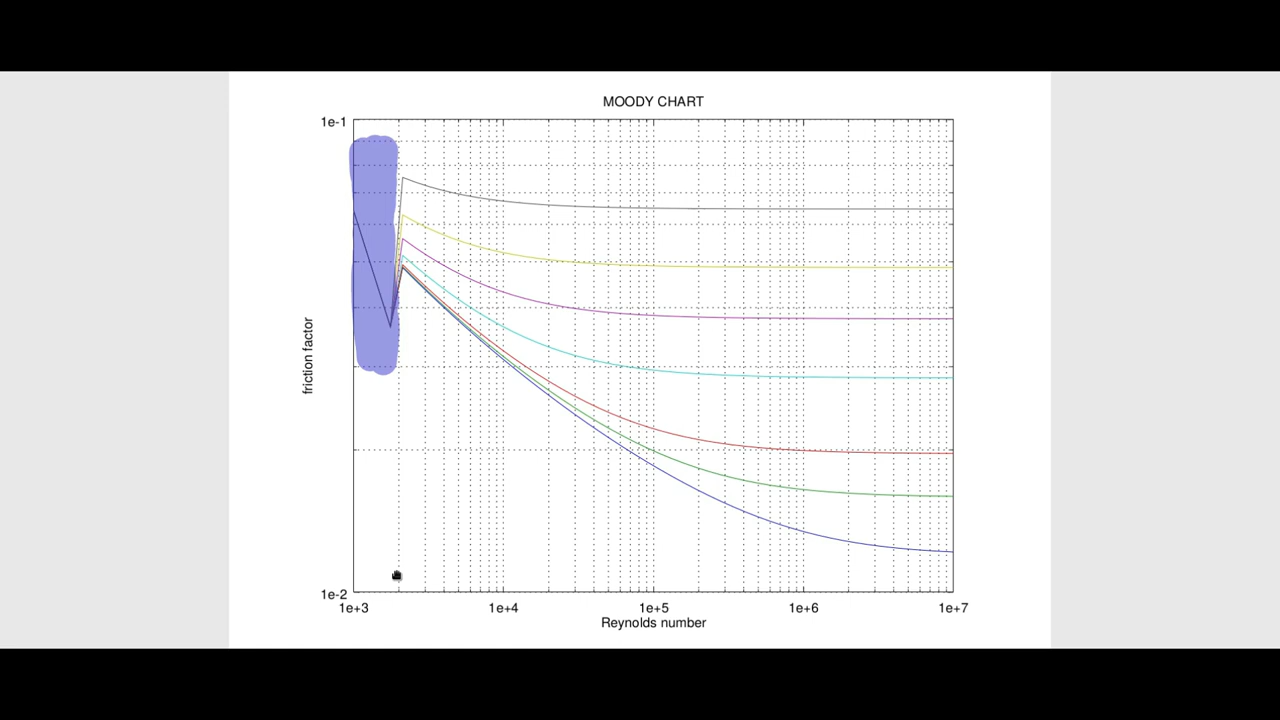 MOODY CHART
1e-1
friction factor
1e-2
1e+3 1e+4 1e+5 1e+6 1e+7
Reynolds number